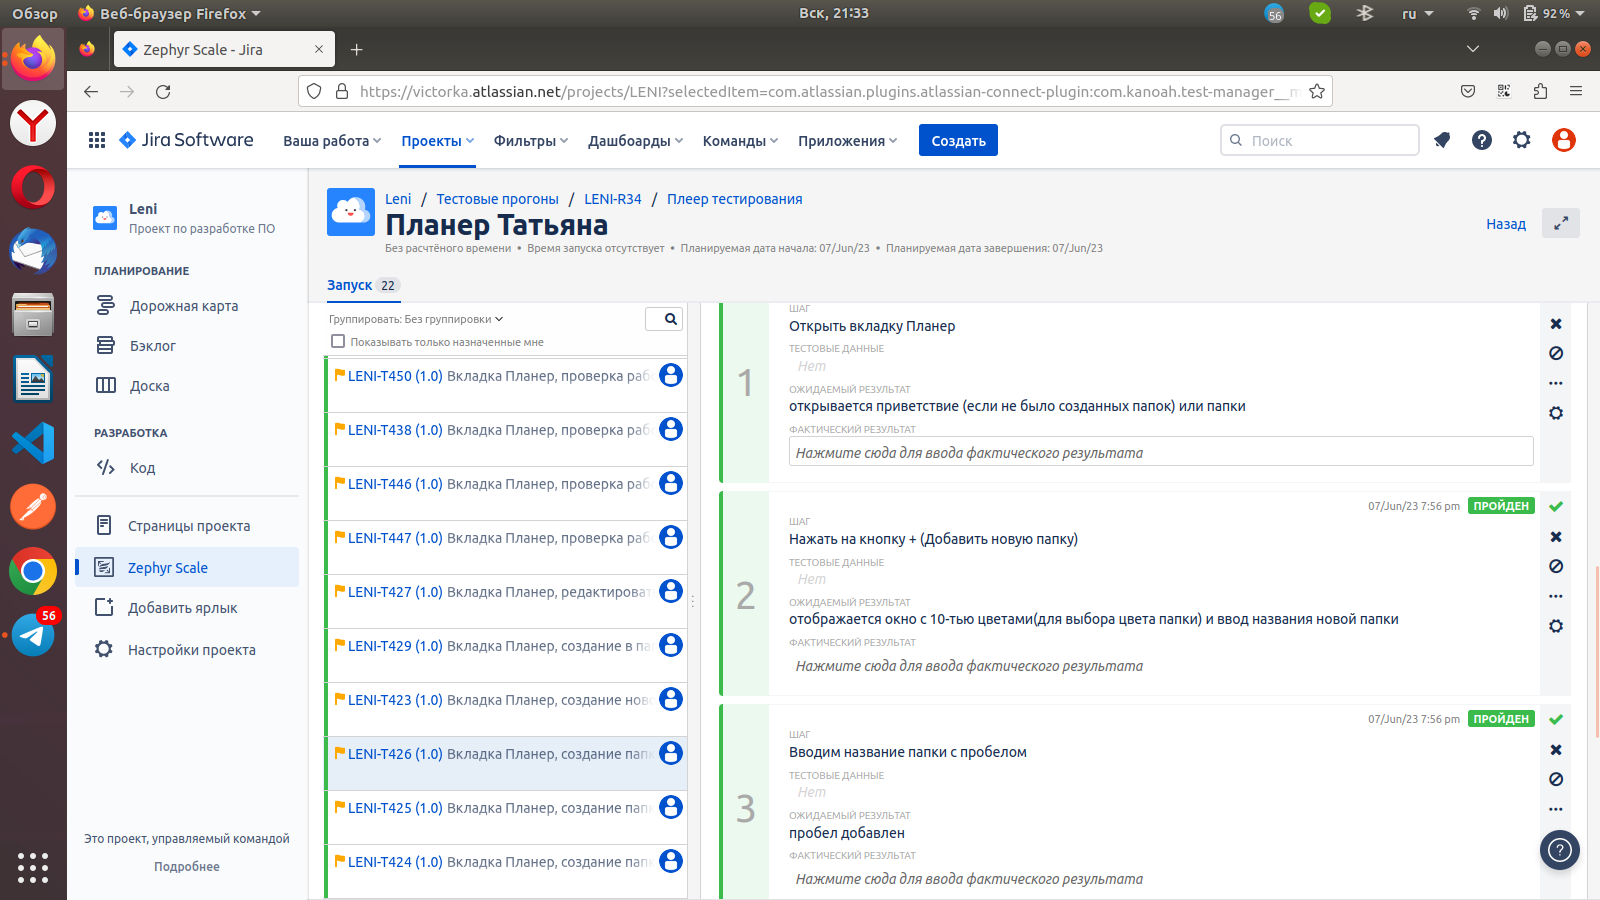 Обзор
Веб-браузер Firefox
Вск, 21:33
56
ru
92 %
Zephyr Scale - Jira
https://victorka.atlassian.net/projects/LENI?selectedItem=com.atlassian.plugins.atlassian-connect-plugin:com.kanoah.test-manager__m
Jira Software
Ваша работа
Проекты
Фильтры
Дашборды
Команды
Приложения
Создать
Поиск
Leni
Проект по разработке ПО
ПЛАНИРОВАНИЕ
Дорожная карта
Бэклог
Доска
РАЗРАБОТКА
Код
Страницы проекта
Zephyr Scale
Добавить ярлык
Настройки проекта
Это проект, управляемый командой
Подробнее
56
Leni / Тестовые прогоны / LENI-R34 / Плеер тестирования
Планер Татьяна
Без расчтёного времени • Время запуска отсутствует • Планируемая дата начала: 07/Jun/23 • Планируемая дата завершения: 07/Jun/23
Назад
Запуск 22
Группировать: Без группировки
Показывать только назначенные мне
LENI-T450 (1.0) Вкладка Планер, проверка рабо
LENI-T438 (1.0) Вкладка Планер, проверка раб
LENI-T446 (1.0) Вкладка Планер, проверка рабо
LENI-T447 (1.0) Вкладка Планер, проверка рабо
LENI-T427 (1.0) Вкладка Планер, редактироват
LENI-T429 (1.0) Вкладка Планер, создание в па
LENI-T423 (1.0) Вкладка Планер, создание ново
LENI-T426 (1.0) Вкладка Планер, создание пап
LENI-T425 (1.0) Вкладка Планер, создание пап
LENI-T424 (1.0) Вкладка Планер, создание пап
1
ШАГ
Открыть вкладку Планер
ТЕСТОВЫЕ ДАННЫЕ
Нет
ОЖИДАЕМЫЙ РЕЗУЛЬТАТ
открывается приветствие (если не было созданных папок) или папки
ФАКТИЧЕСКИЙ РЕЗУЛЬТАТ
Нажмите сюда для ввода фактического результата
2
07/Jun/23 7:56 pm ПРОЙДЕН
ШАГ
Нажать на кнопку + (Добавить новую папку)
ТЕСТОВЫЕ ДАННЫЕ
Нет
ОЖИДАЕМЫЙ РЕЗУЛЬТАТ
отображается окно с 10-тью цветами(для выбора цвета папки) и ввод названия новой папки
ФАКТИЧЕСКИЙ РЕЗУЛЬТАТ
Нажмите сюда для ввода фактического результата
3
07/Jun/23 7:56 pm ПРОЙДЕН
ШАГ
Вводим название папки с пробелом
ТЕСТОВЫЕ ДАННЫЕ
Нет
ОЖИДАЕМЫЙ РЕЗУЛЬТАТ
пробел добавлен
ФАКТИЧЕСКИЙ РЕЗУЛЬТАТ
Нажмите сюда для ввода фактического результата